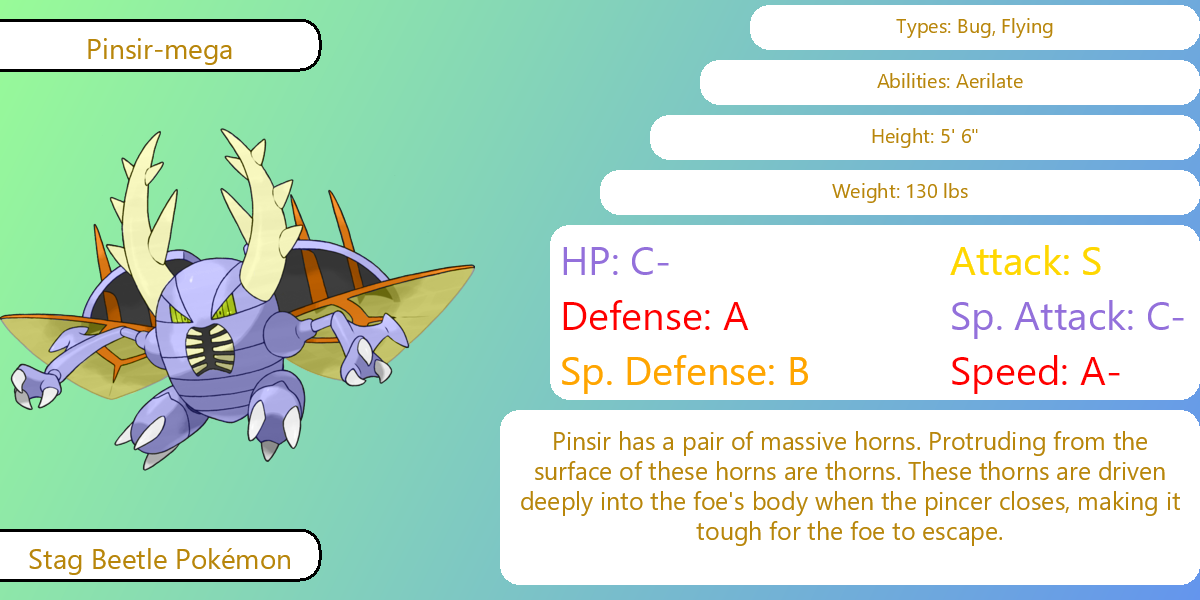 Pinsir-mega
Types: Bug, Flying
Abilities: Aerilate
Height: 5' 6"
Weight: 130 lbs
HP: C-
Attack: S
Defense: A
Sp. Attack: C-
Sp. Defense: B
Speed: A-
Pinsir has a pair of massive horns. Protruding from the
surface of these horns are thorns. These thorns are driven
deeply into the foe's body when the pincer closes, making it
tough for the foe to escape.
Stag Beetle Pokémon